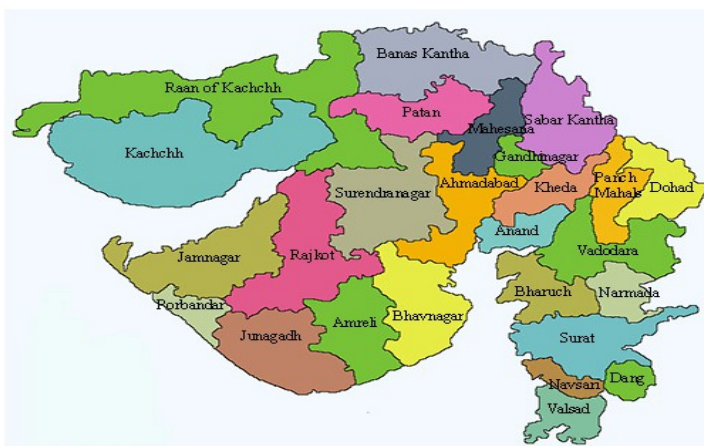 Banas Kantha
Raan of Kachchh
Patan
Sabar Kantha
Mahesana
Kachchh
Gandhinagar
Panch
Mahals
Dohad
Kheda
Ahmadabad
Surendranagar
Anand
Vadodara
Jamnagar
Rajkot
Bharuch
Narmada
Porbandar
Bhavnagar
Amreli
Junagadh
Surat
Navsari
Dang
Valsad